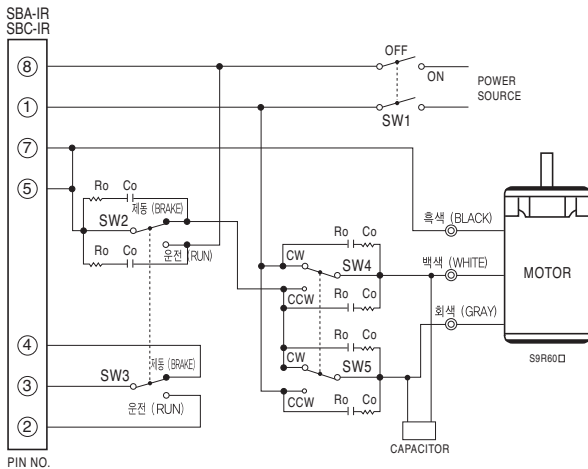 SBA-IR
SBC-IR
8
OFF
ON
POWER
SOURCE
1
SW1
7
5
Ro Co
제동 (BRAKE)
SW2
Ro Co
운전 (RUN)
흑색 (BLACK)
Ro Co
CW
SW4
백색 (WHITE)
MOTOR
CCW
Ro Co
회색 (GRAY)
4
제동 (BRAKE)
CW
SW5
S9R60□
3
SW3
CCW
Ro Co
운전 (RUN)
2
CAPACITOR
PIN NO.
Ro Co